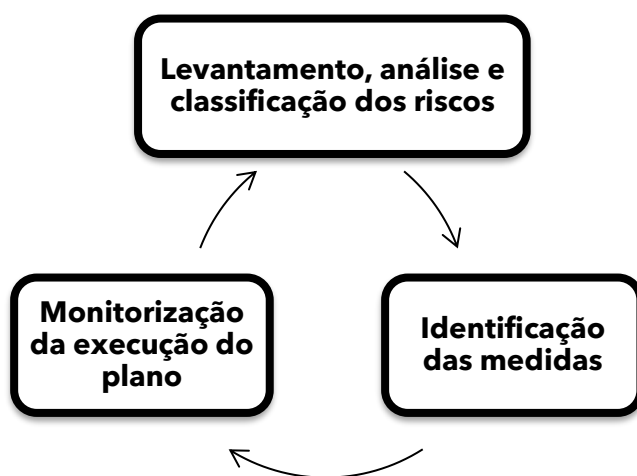 Levantamento, análise e
classificação dos riscos
Identificação
das medidas
Monitorização
da execução do
plano